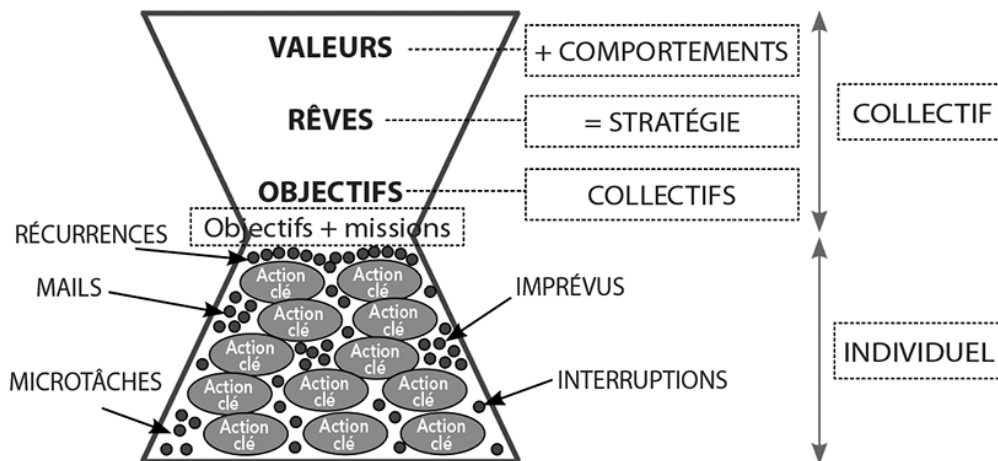 VALEURS
+ COMPORTEMENTS
RÊVES
= STRATÉGIE
COLLECTIF
OBJECTIFS
COLLECTIFS
Objectifs + missions
RÉCURRENCES
MAILS
MICROTÂCHES
Action
clé
Action
clé
Action
clé
Action
clé
Action
clé
Action
clé
Action
clé
Action
clé
Action
clé
Action
clé
Action
clé
Action
clé
IMPRÉVUS
INTERRUPTIONS
INDIVIDUEL